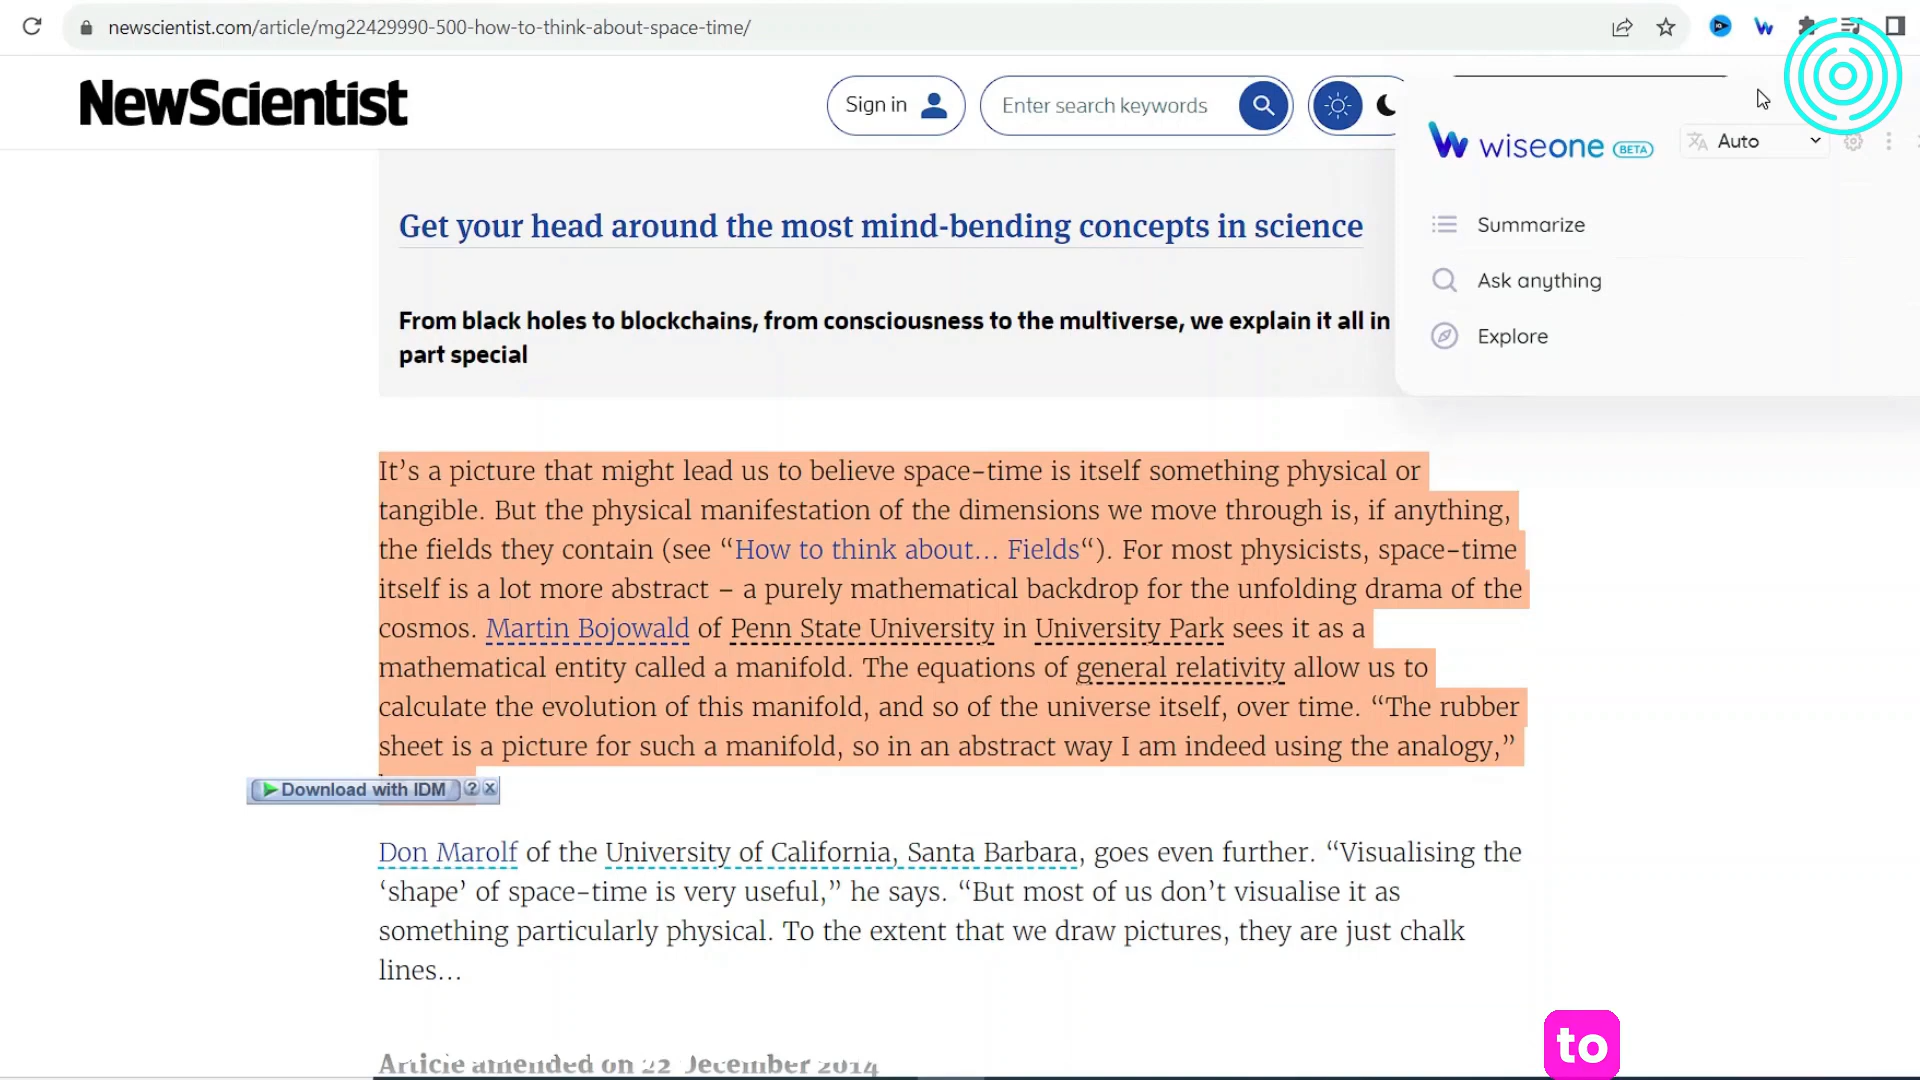 newscientist.com/article/mg22429990-500-how-to-think-about-space-time/
NewScientist
Sign in
Enter search keywords
wiseone BETA
Auto
Summarize
Ask anything
Explore
Get your head around the most mind-bending concepts in science
From black holes to blockchains, from consciousness to the multiverse, we explain it all in
part special
It’s a picture that might lead us to believe space-time is itself something physical or
tangible. But the physical manifestation of the dimensions we move through is, if anything,
the fields they contain (see “How to think about… Fields“). For most physicists, space-time
itself is a lot more abstract – a purely mathematical backdrop for the unfolding drama of the
cosmos. Martin Bojowald of Penn State University in University Park sees it as a
mathematical entity called a manifold. The equations of general relativity allow us to
calculate the evolution of this manifold, and so of the universe itself, over time. “The rubber
sheet is a picture for such a manifold, so in an abstract way I am indeed using the analogy,”
Download with IDM ? X
Don Marolf of the University of California, Santa Barbara, goes even further. “Visualising the
‘shape’ of space-time is very useful,” he says. “But most of us don’t visualise it as
something particularly physical. To the extent that we draw pictures, they are just chalk
lines…
to
Article amended on 22 December 2014